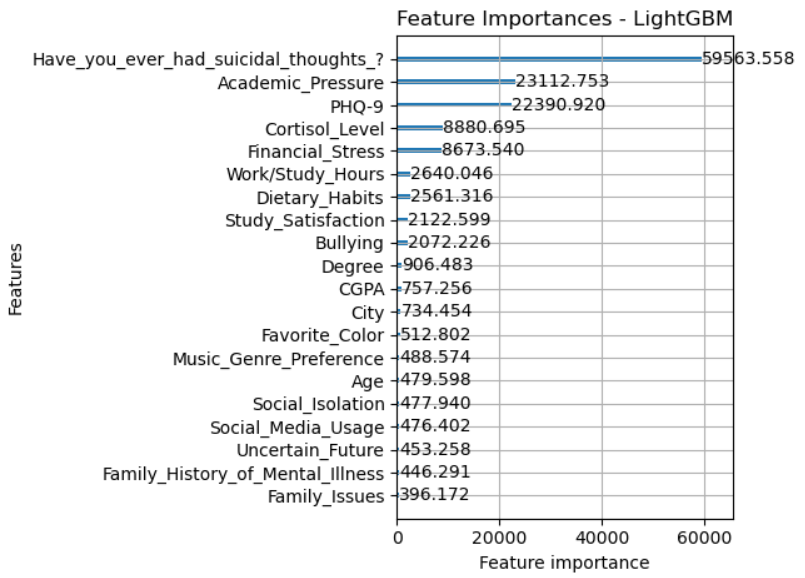 Feature Importances - LightGBM
Have_you_ever_had_suicidal_thoughts_? 59563.558
Academic_Pressure 23112.753
PHQ-9 22390.920
Cortisol_Level 8880.695
Financial_Stress 8673.540
Work/Study_Hours 2640.046
Dietary_Habits 2561.316
Study_Satisfaction 2122.599
Bullying 2072.226
Degree 906.483
CGPA 757.256
City 734.454
Favorite_Color 512.802
Music_Genre_Preference 488.574
Age 479.598
Social_Isolation 477.940
Social_Media_Usage 476.402
Uncertain_Future 453.258
Family_History_of_Mental_Illness 446.291
Family_Issues 396.172
Features
0 20000 40000 60000
Feature importance